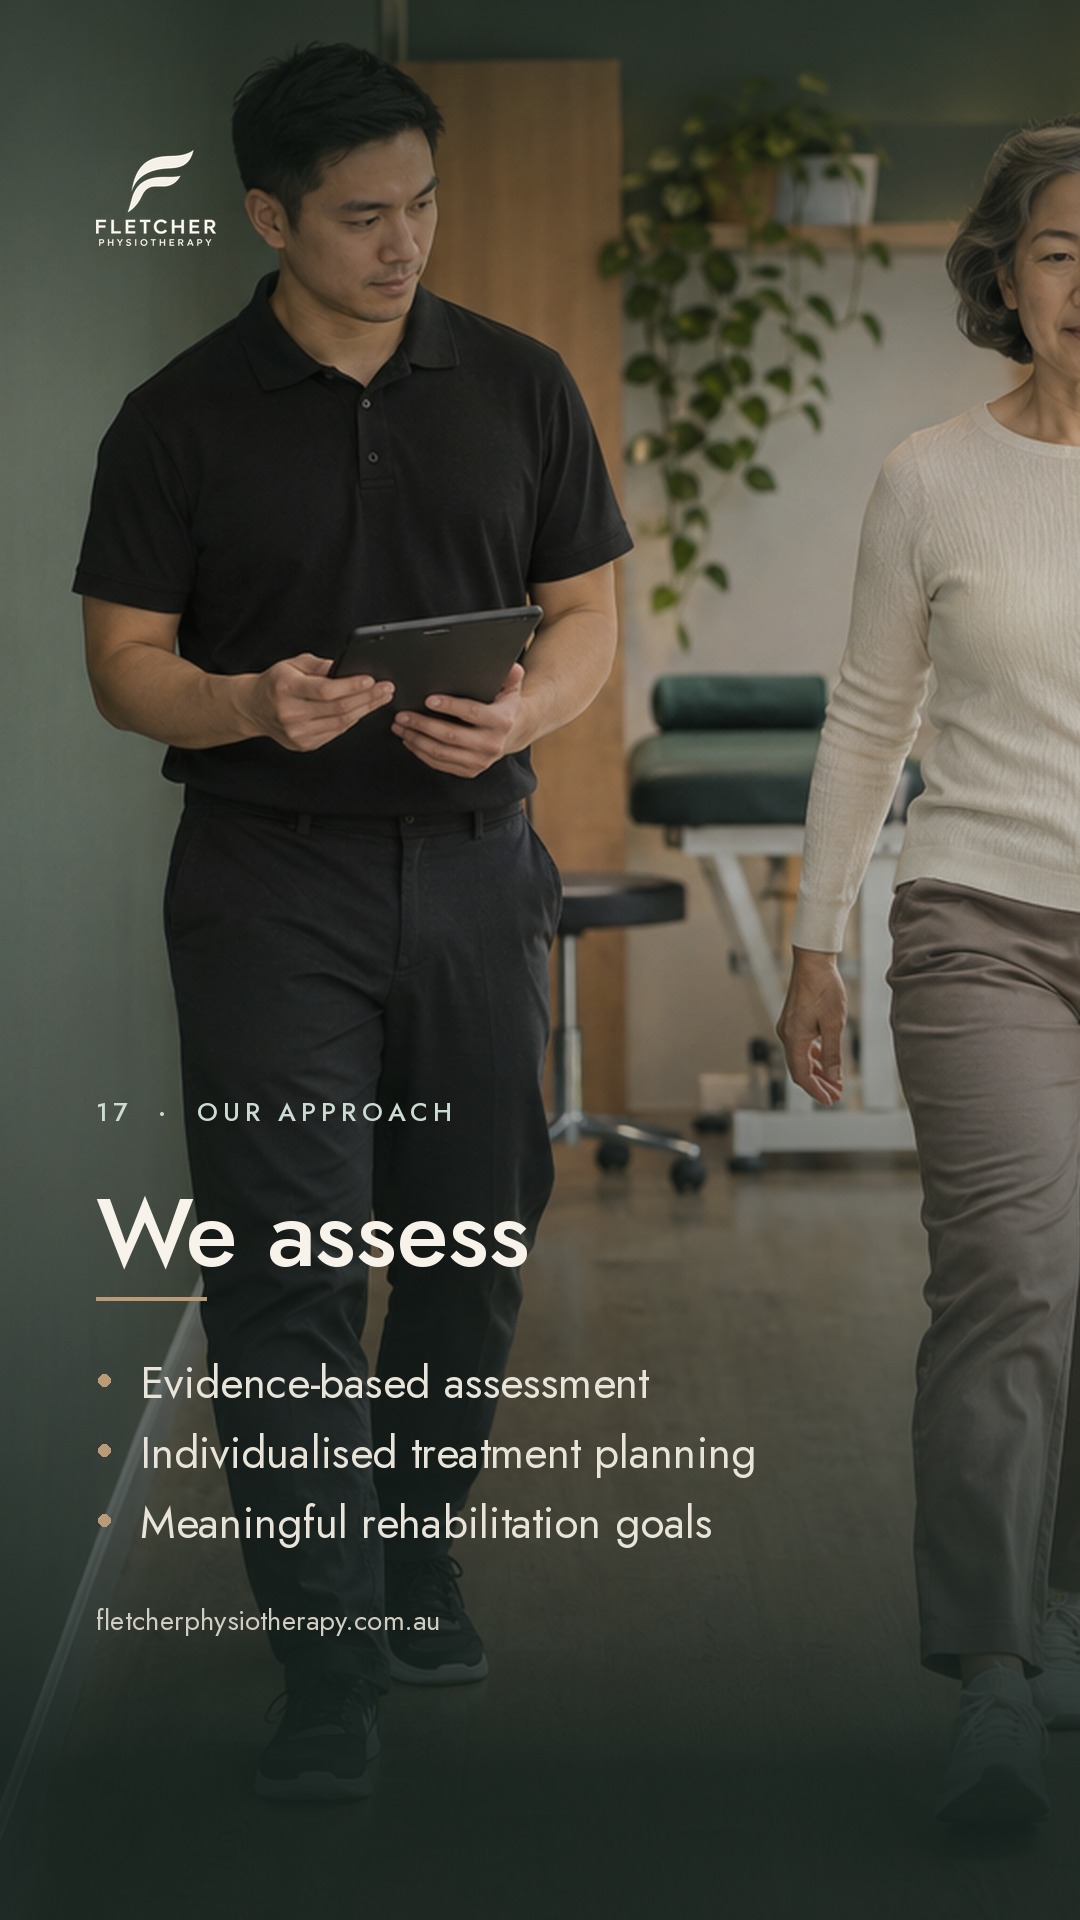 FLETCHER
PHYSIOTHERAPY
17 · OUR APPROACH
We assess
• Evidence-based assessment
• Individualised treatment planning
• Meaningful rehabilitation goals
fletcherphysiotherapy.com.au